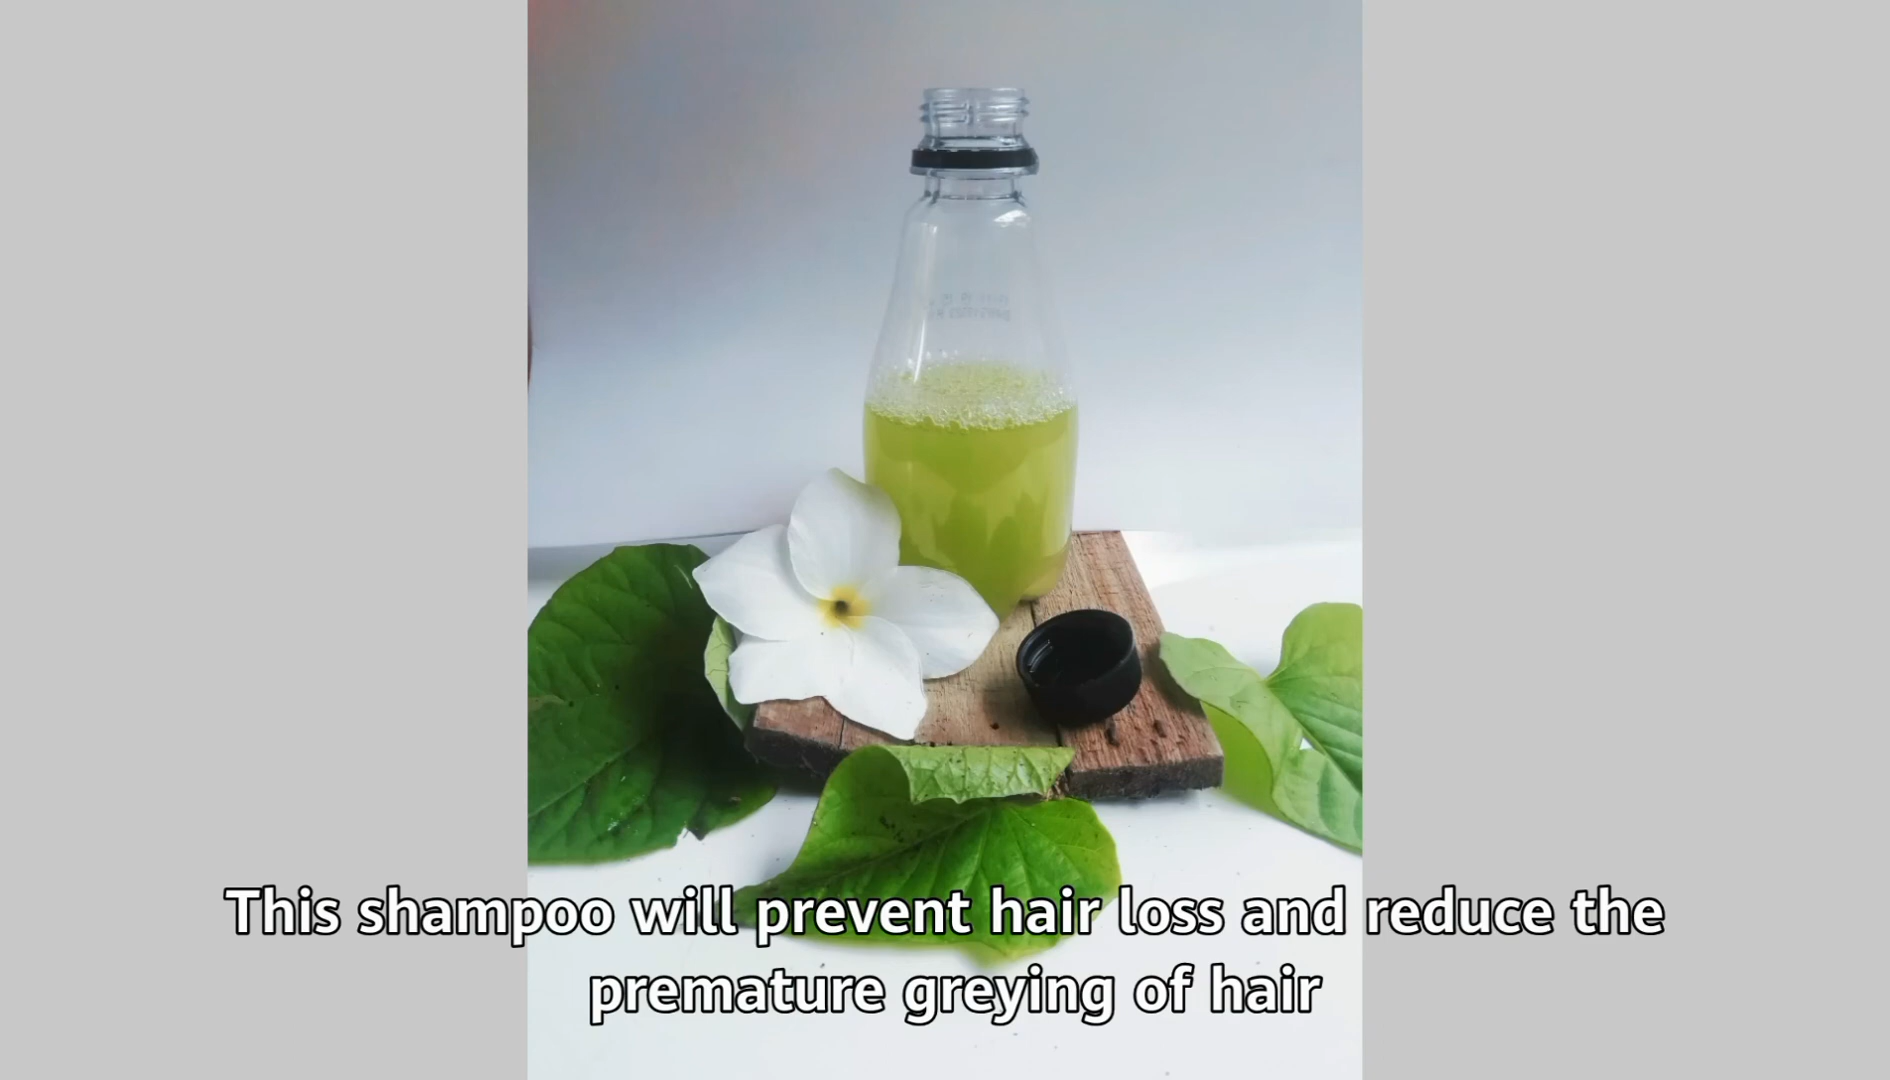 This shampoo will prevent hair loss and reduce the
premature greying of hair